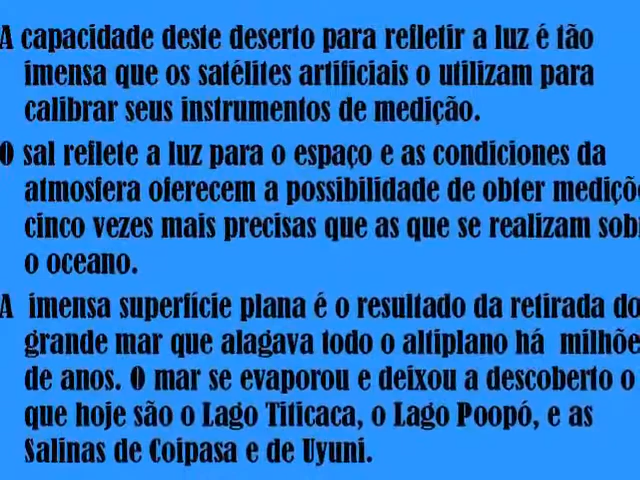 A capacidade deste deserto para refletir a luz é tão
imensa que os satélites artificiais o utilizam para
calibrar seus instrumentos de medição.
O sal reflete a luz para o espaço e as condiciones da
atmosfera oferecem a possibilidade de obter mediçõ
cinco vezes mais precisas que as que se realizam sob
o oceano.
A imensa superfície plana é o resultado da retirada do
grande mar que alagava todo o altiplano há milhõe
de anos. O mar se evaporou e deixou a descoberto o
que hoje são o Lago Titicaca, o Lago Poopó, e as
Salinas de Coipasa e de Uyuni.